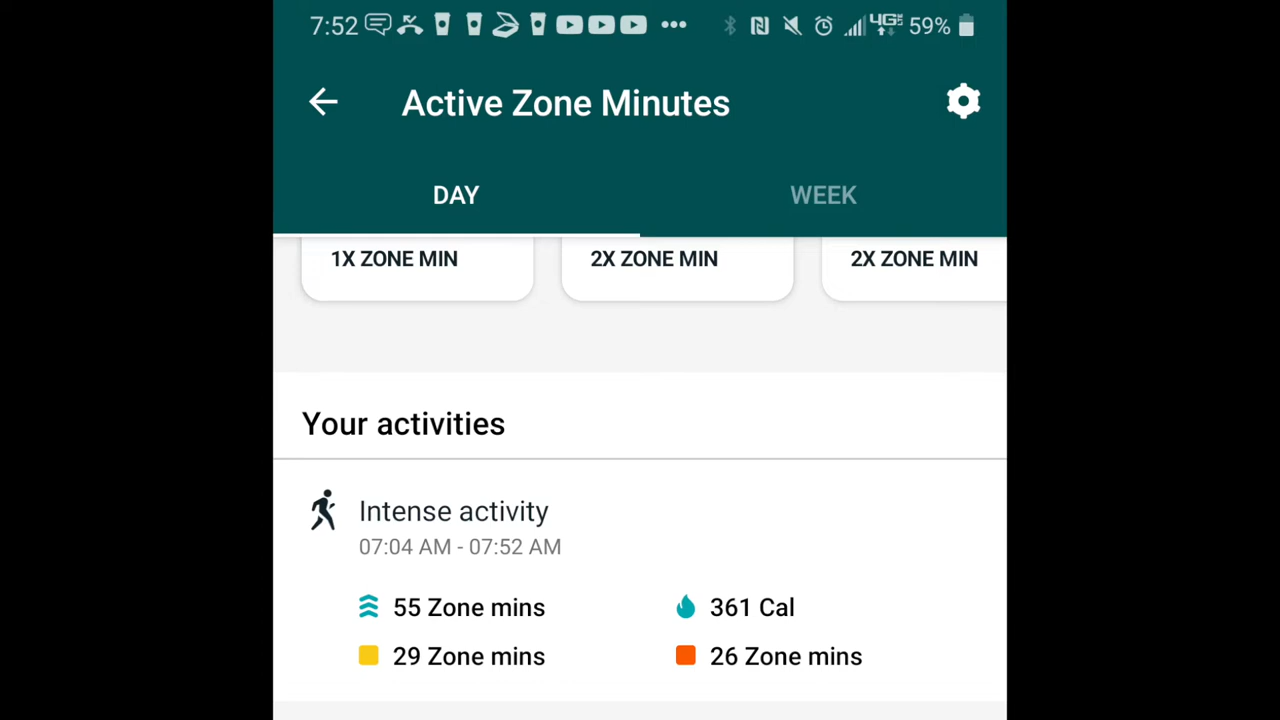 7:52 4G 59%
Active Zone Minutes
DAY WEEK
1X ZONE MIN 2X ZONE MIN 2X ZONE MIN
Your activities
Intense activity
07:04 AM - 07:52 AM
55 Zone mins 361 Cal
29 Zone mins 26 Zone mins